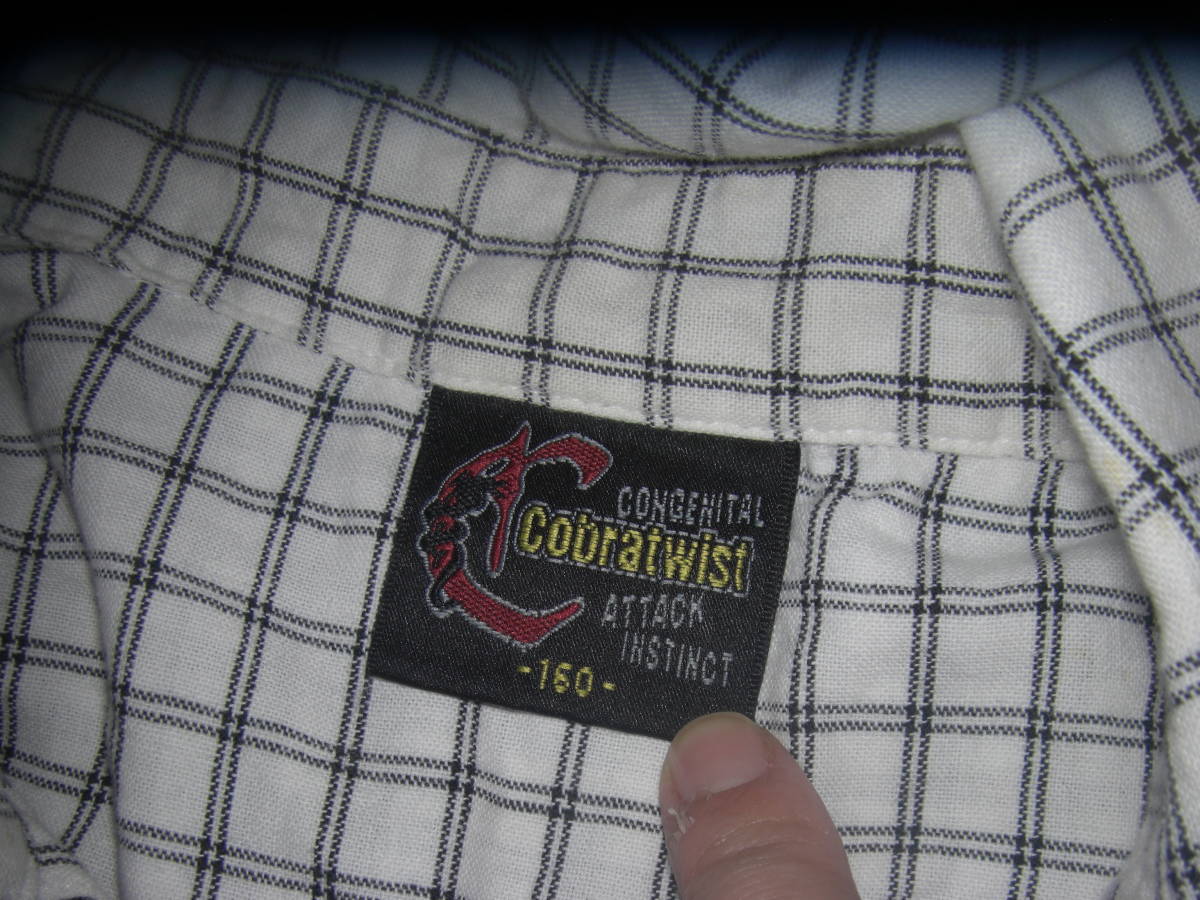 CONGENITAL
cobratwist
ATTACK
INSTINCT
-160-